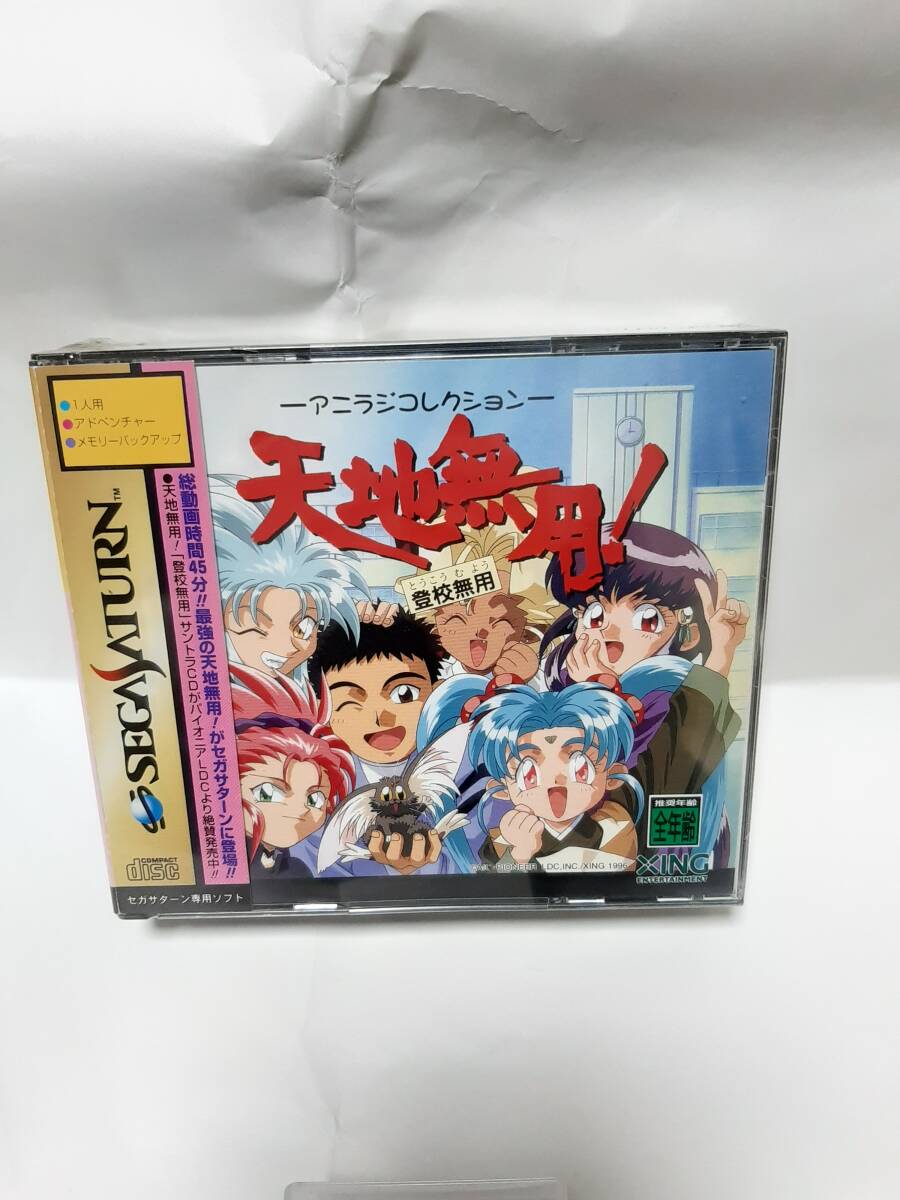 ●1人用
●アドベンチャー
●メモリーバックアップ
SEGA SATURN™
総動画時間45分!!最強の天地無用!がセガサターンに登場!!
●天地無用!「登校無用」サントラCDがパイオニアLDCより絶賛発売中!!
COMPACT
disc
セガサターン専用ソフト
―アニラジコレクション―
天地無用!
とうこう む よう
登校無用
推奨年齢
全年齢
©AIC・PIONEER LDC,INC./XING 1996
XING
ENTERTAINMENT